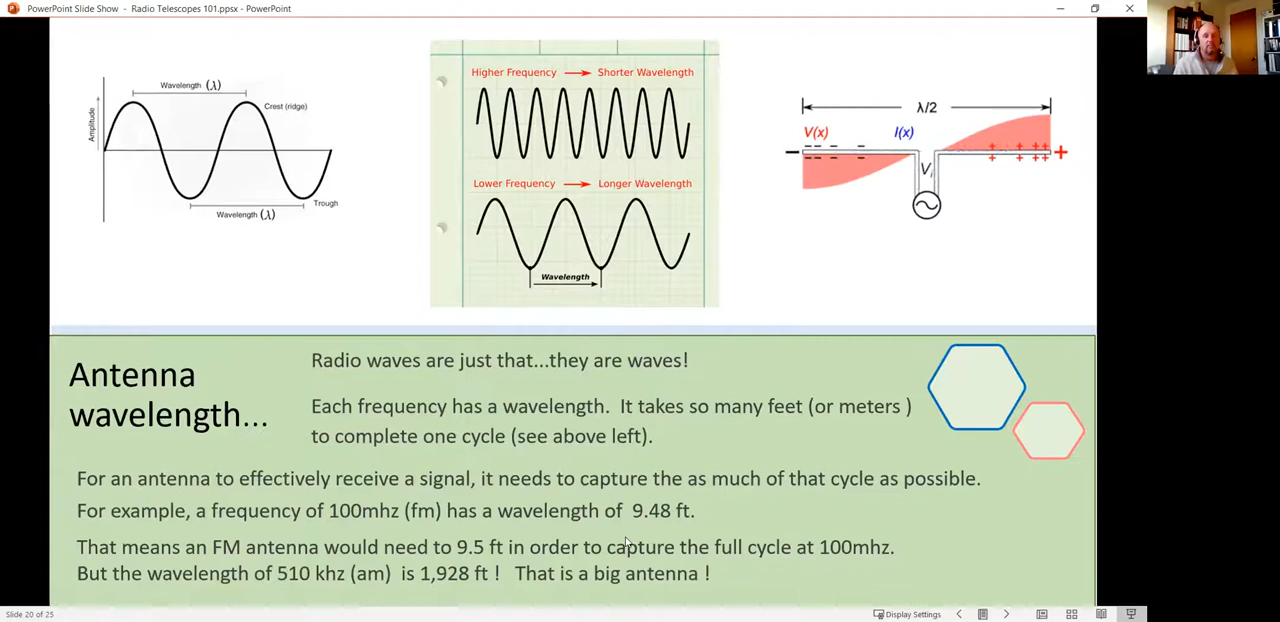 PowerPoint Slide Show - Radio Telescopes 101.ppsx - PowerPoint
Wavelength (λ)
Crest (ridge)
Amplitude
Trough
Wavelength (λ)
Higher Frequency → Shorter Wavelength
Lower Frequency → Longer Wavelength
Wavelength
λ/2
V(x) I(x)
- +
Vi
Antenna
wavelength...
Radio waves are just that...they are waves!
Each frequency has a wavelength. It takes so many feet (or meters )
to complete one cycle (see above left).
For an antenna to effectively receive a signal, it needs to capture the as much of that cycle as possible.
For example, a frequency of 100mhz (fm) has a wavelength of 9.48 ft.
That means an FM antenna would need to 9.5 ft in order to capture the full cycle at 100mhz.
But the wavelength of 510 khz (am) is 1,928 ft ! That is a big antenna !
Slide 20 of 25
Display Settings